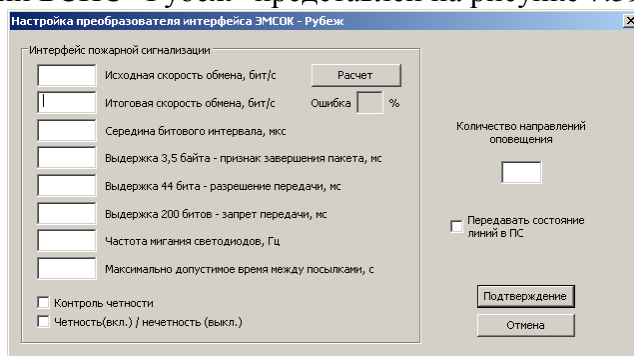 Настройка преобразователя интерфейса ЭМСОК - Рубеж
Интерфейс пожарной сигнализации
Исходная скорость обмена, бит/с
Расчет
Итоговая скорость обмена, бит/с
Ошибка %
Середина битового интервала, мкс
Выдержка 3,5 байта - признак завершения пакета, мс
Выдержка 44 бита - разрешение передачи, мс
Выдержка 200 битов - запрет передачи, мс
Частота мигания светодиодов, Гц
Максимально допустимое время между посылками, с
Контроль четности
Четность(вкл.) / нечетность (выкл.)
Количество направлений
оповещения
Передавать состояние
линий в ПС
Подтверждение
Отмена